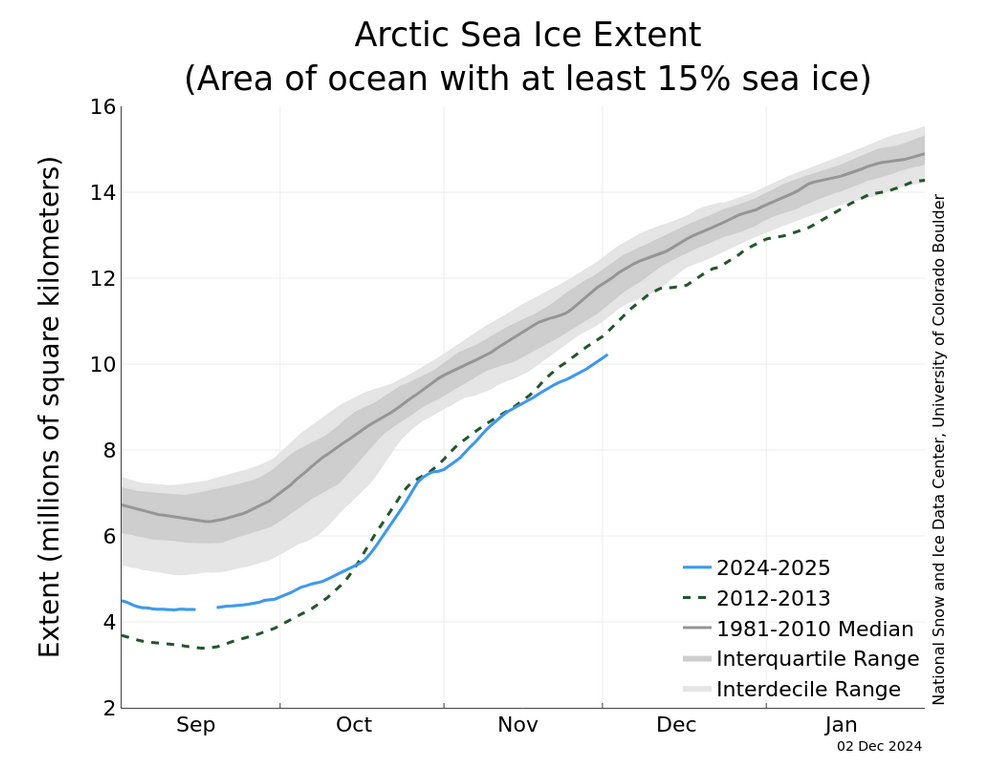 Arctic Sea Ice Extent
(Area of ocean with at least 15% sea ice)
Extent (millions of square kilometers)
16
14
12
10
8
6
4
2
Sep
Oct
Nov
Dec
Jan
2024-2025
2012-2013
1981-2010 Median
Interquartile Range
Interdecile Range
National Snow and Ice Data Center, University of Colorado Boulder
02 Dec 2024